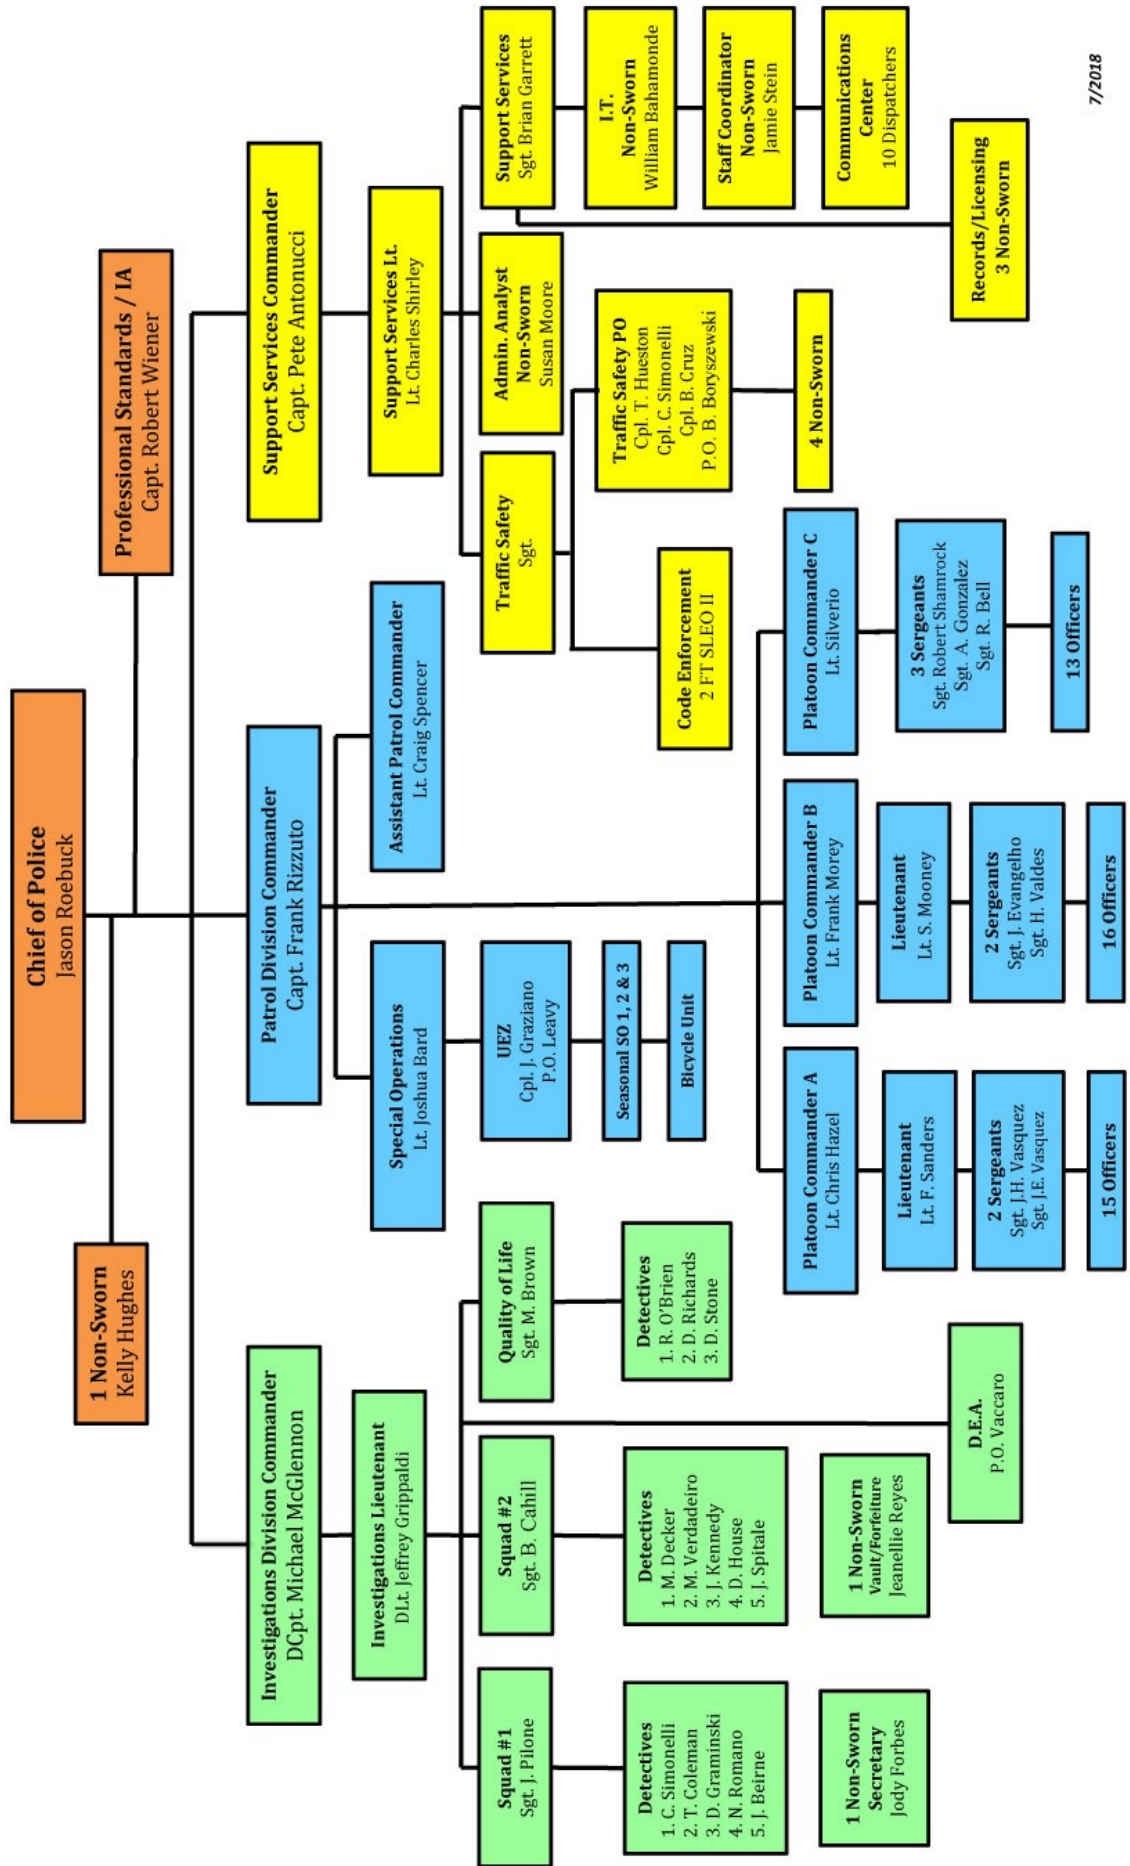 Chief of Police
Jason Roebuck
1 Non-Sworn
Kelly Hughes
Professional Standards / IA
Capt. Robert Wiener
Investigations Division Commander
DCpt. Michael McGlennon
Patrol Division Commander
Capt. Frank Rizzuto
Support Services Commander
Capt. Pete Antonucci
Investigations Lieutenant
DLt. Jeffrey Grippaldi
Squad #1
Sgt. J. Pilone
Detectives
1. C. Simonelli
2. T. Coleman
3. D. Graminski
4. N. Romano
5. J. Beirne
1 Non-Sworn
Secretary
Jody Forbes
Squad #2
Sgt. B. Cahill
Detectives
1. M. Decker
2. M. Verdadeiro
3. J. Kennedy
4. D. House
5. J. Spitale
1 Non-Sworn
Vault/Forfeiture
Jeanellie Reyes
Quality of Life
Sgt. M. Brown
Detectives
1. R. O'Brien
2. D. Richards
3. D. Stone
D.E.A.
P.O. Vaccaro
Special Operations
Lt. Joshua Bard
UEZ
Cpl. J. Graziano
P.O. Leavy
Seasonal SO 1, 2 & 3
Bicycle Unit
Assistant Patrol Commander
Lt. Craig Spencer
Platoon Commander A
Lt. Chris Hazel
Lieutenant
Lt. F. Sanders
2 Sergeants
Sgt. J.H. Vasquez
Sgt. J.E. Vasquez
15 Officers
Platoon Commander B
Lt. Frank Morey
Lieutenant
Lt. S. Mooney
2 Sergeants
Sgt. J. Evangelho
Sgt. H. Valdes
16 Officers
Platoon Commander C
Lt. Silverio
3 Sergeants
Sgt. Robert Shamrock
Sgt. A. Gonzalez
Sgt. R. Bell
13 Officers
Support Services Lt.
Lt. Charles Shirley
Traffic Safety
Sgt.
Code Enforcement
2 FT SLEO II
Traffic Safety PO
Cpl. T. Hueston
Cpl. C. Simonelli
Cpl. B. Cruz
P.O. B. Boryszewski
4 Non-Sworn
Admin. Analyst
Non-Sworn
Susan Moore
Support Services
Sgt. Brian Garrett
I.T.
Non-Sworn
William Bahamonde
Staff Coordinator
Non-Sworn
Jamie Stein
Communications
Center
10 Dispatchers
Records/Licensing
3 Non-Sworn
7/2018